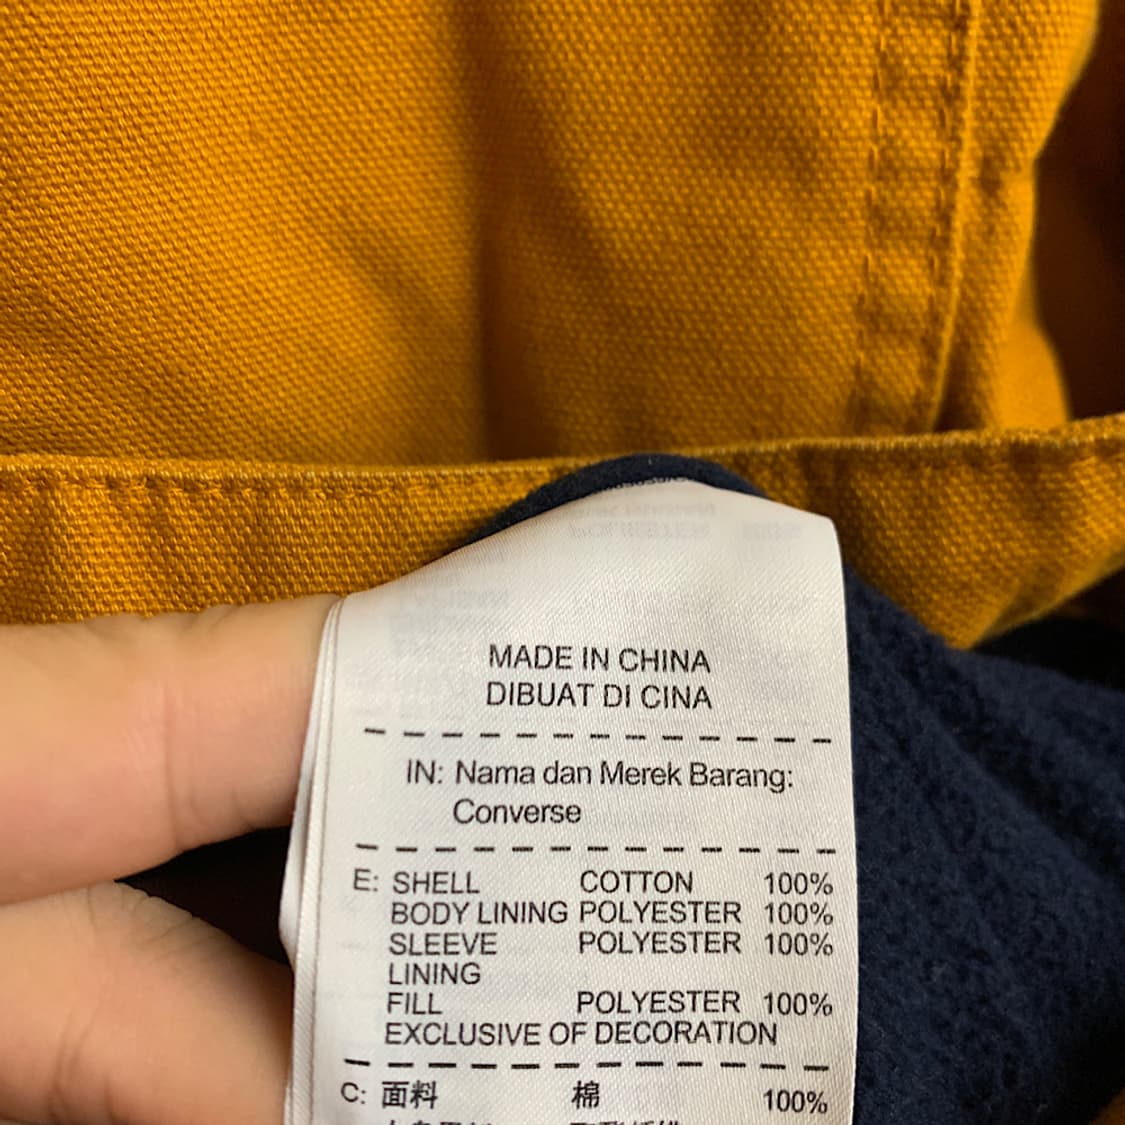 MADE IN CHINA
DIBUAT DI CINA
IN: Nama dan Merek Barang:
Converse
E: SHELL COTTON 100%
BODY LINING POLYESTER 100%
SLEEVE POLYESTER 100%
LINING
FILL POLYESTER 100%
EXCLUSIVE OF DECORATION
C: 面料 棉 100%